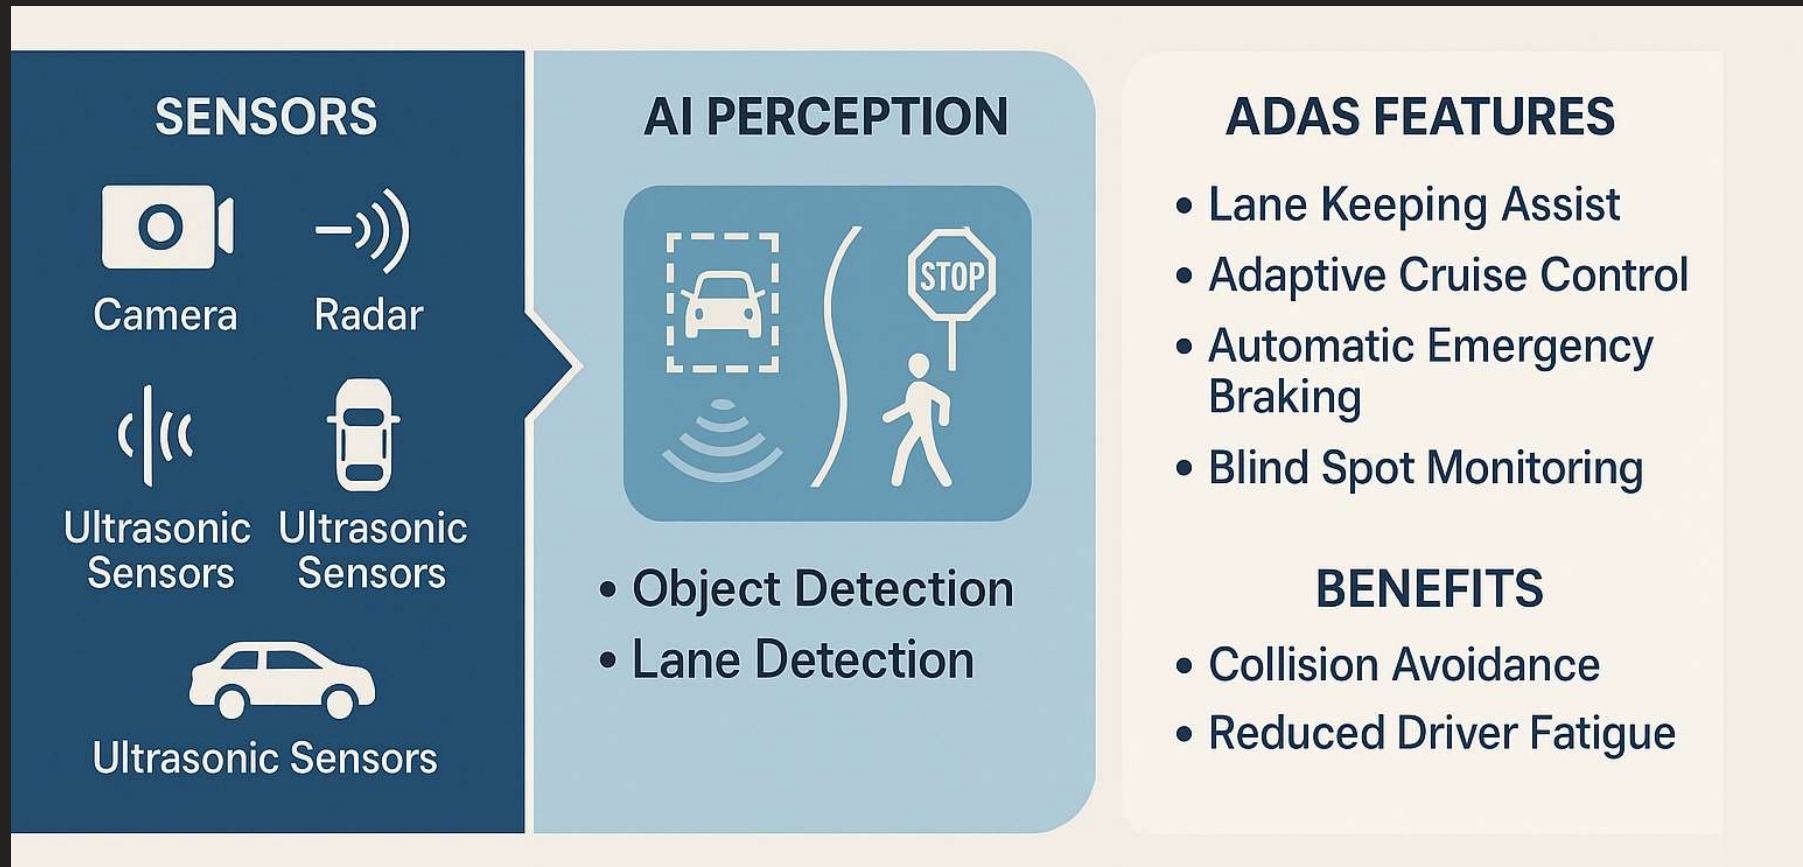 SENSORS
Camera
Radar
Ultrasonic
Sensors
Ultrasonic
Sensors
Ultrasonic Sensors
AI PERCEPTION
STOP
• Object Detection
• Lane Detection
ADAS FEATURES
• Lane Keeping Assist
• Adaptive Cruise Control
• Automatic Emergency
Braking
• Blind Spot Monitoring
BENEFITS
• Collision Avoidance
• Reduced Driver Fatigue